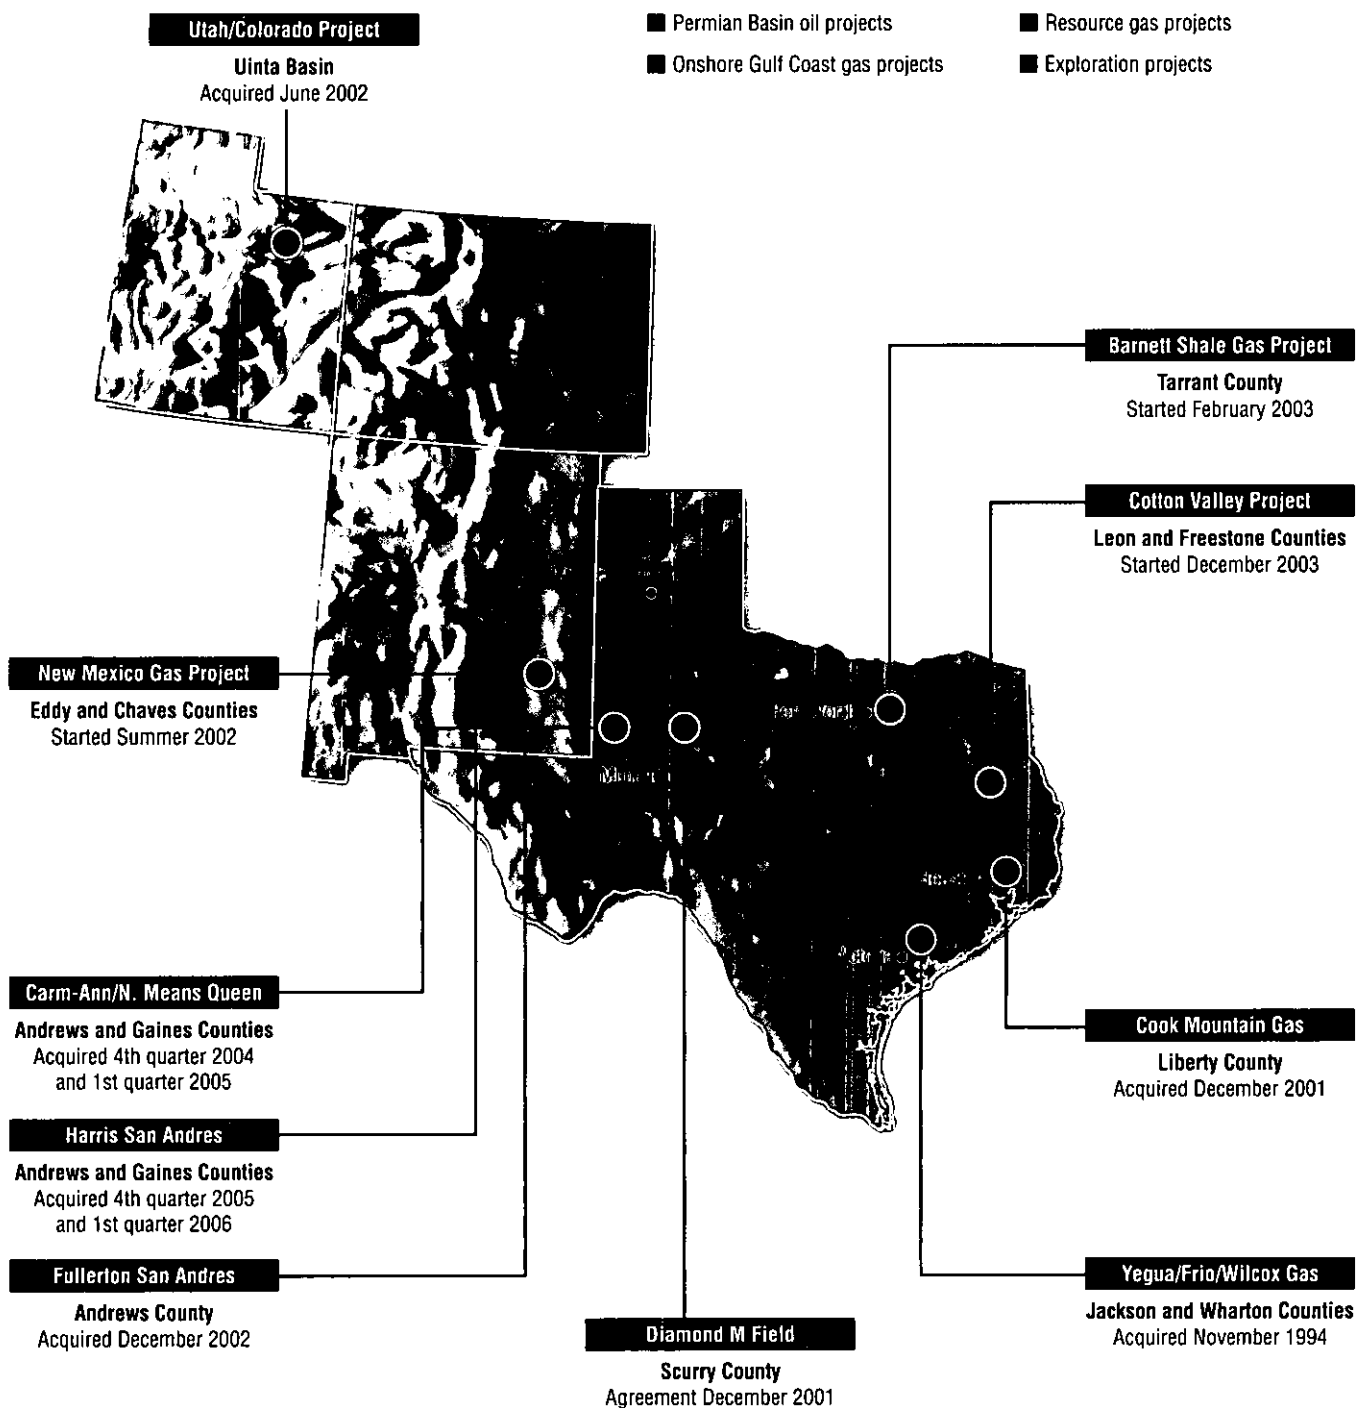 Utah/Colorado Project
Uinta Basin
Acquired June 2002
Permian Basin oil projects
Resource gas projects
Onshore Gulf Coast gas projects
Exploration projects
Barnett Shale Gas Project
Tarrant County
Started February 2003
Cotton Valley Project
Leon and Freestone Counties
Started December 2003
New Mexico Gas Project
Eddy and Chaves Counties
Started Summer 2002
Carm-Ann/N. Means Queen
Andrews and Gaines Counties
Acquired 4th quarter 2004
and 1st quarter 2005
Cook Mountain Gas
Liberty County
Acquired December 2001
Harris San Andres
Andrews and Gaines Counties
Acquired 4th quarter 2005
and 1st quarter 2006
Fullerton San Andres
Andrews County
Acquired December 2002
Yegua/Frio/Wilcox Gas
Jackson and Wharton Counties
Acquired November 1994
Diamond M Field
Scurry County
Agreement December 2001